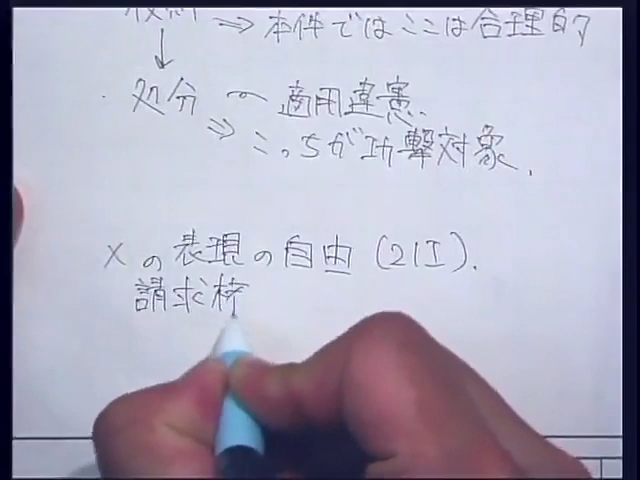 ⇒ 本件ではここは合理的
↓
・処分 〜 適用違憲.
⇒ こっちが攻撃対象.
Xの表現の自由(21Ⅰ).
請求棄